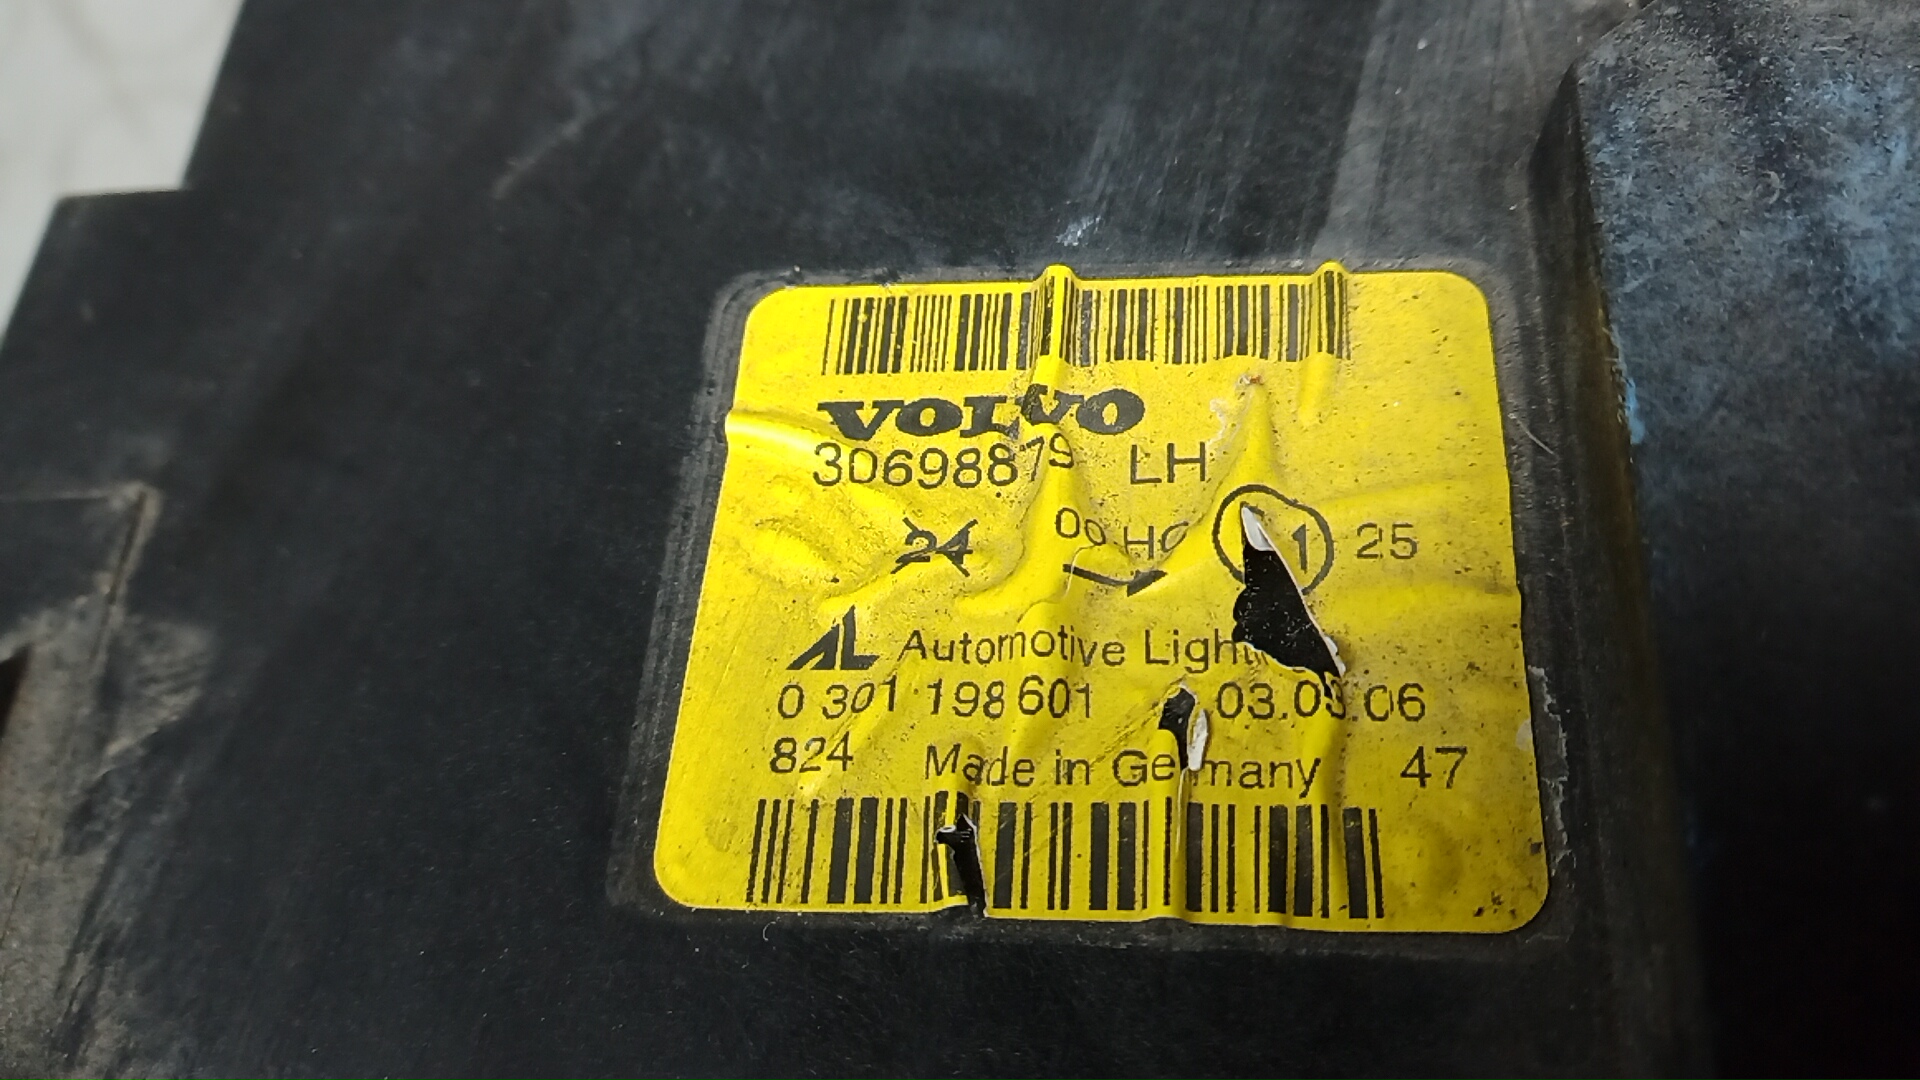 VOLVO
30698879 LH
24 00 HC 1 25
AL Automotive
0 301 198 601 03.03.06
824 Made in Germany 47